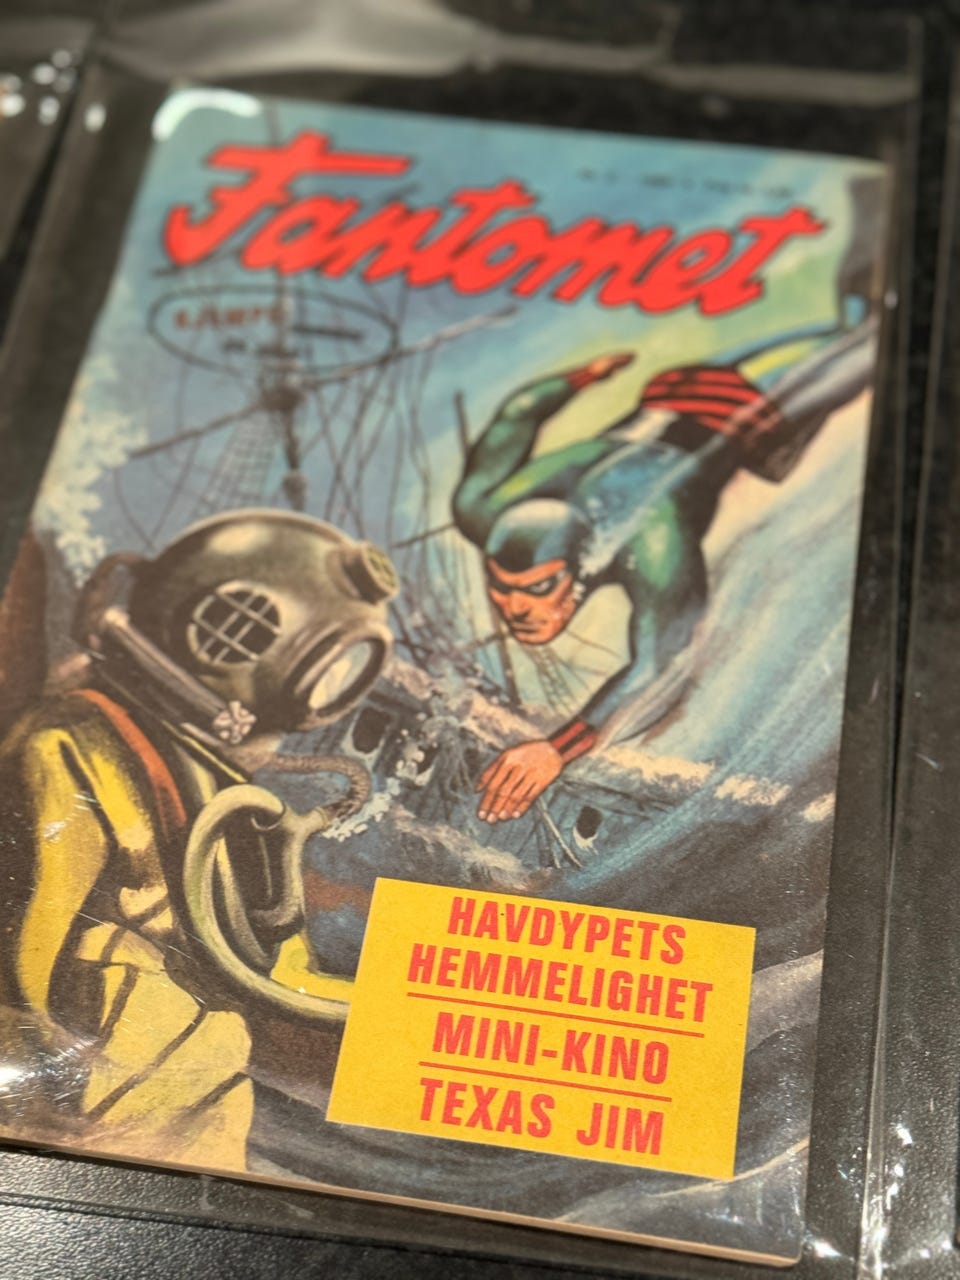 Fantomet
HAVDYPETS
HEMMELIGHET
MINI-KINO
TEXAS JIM